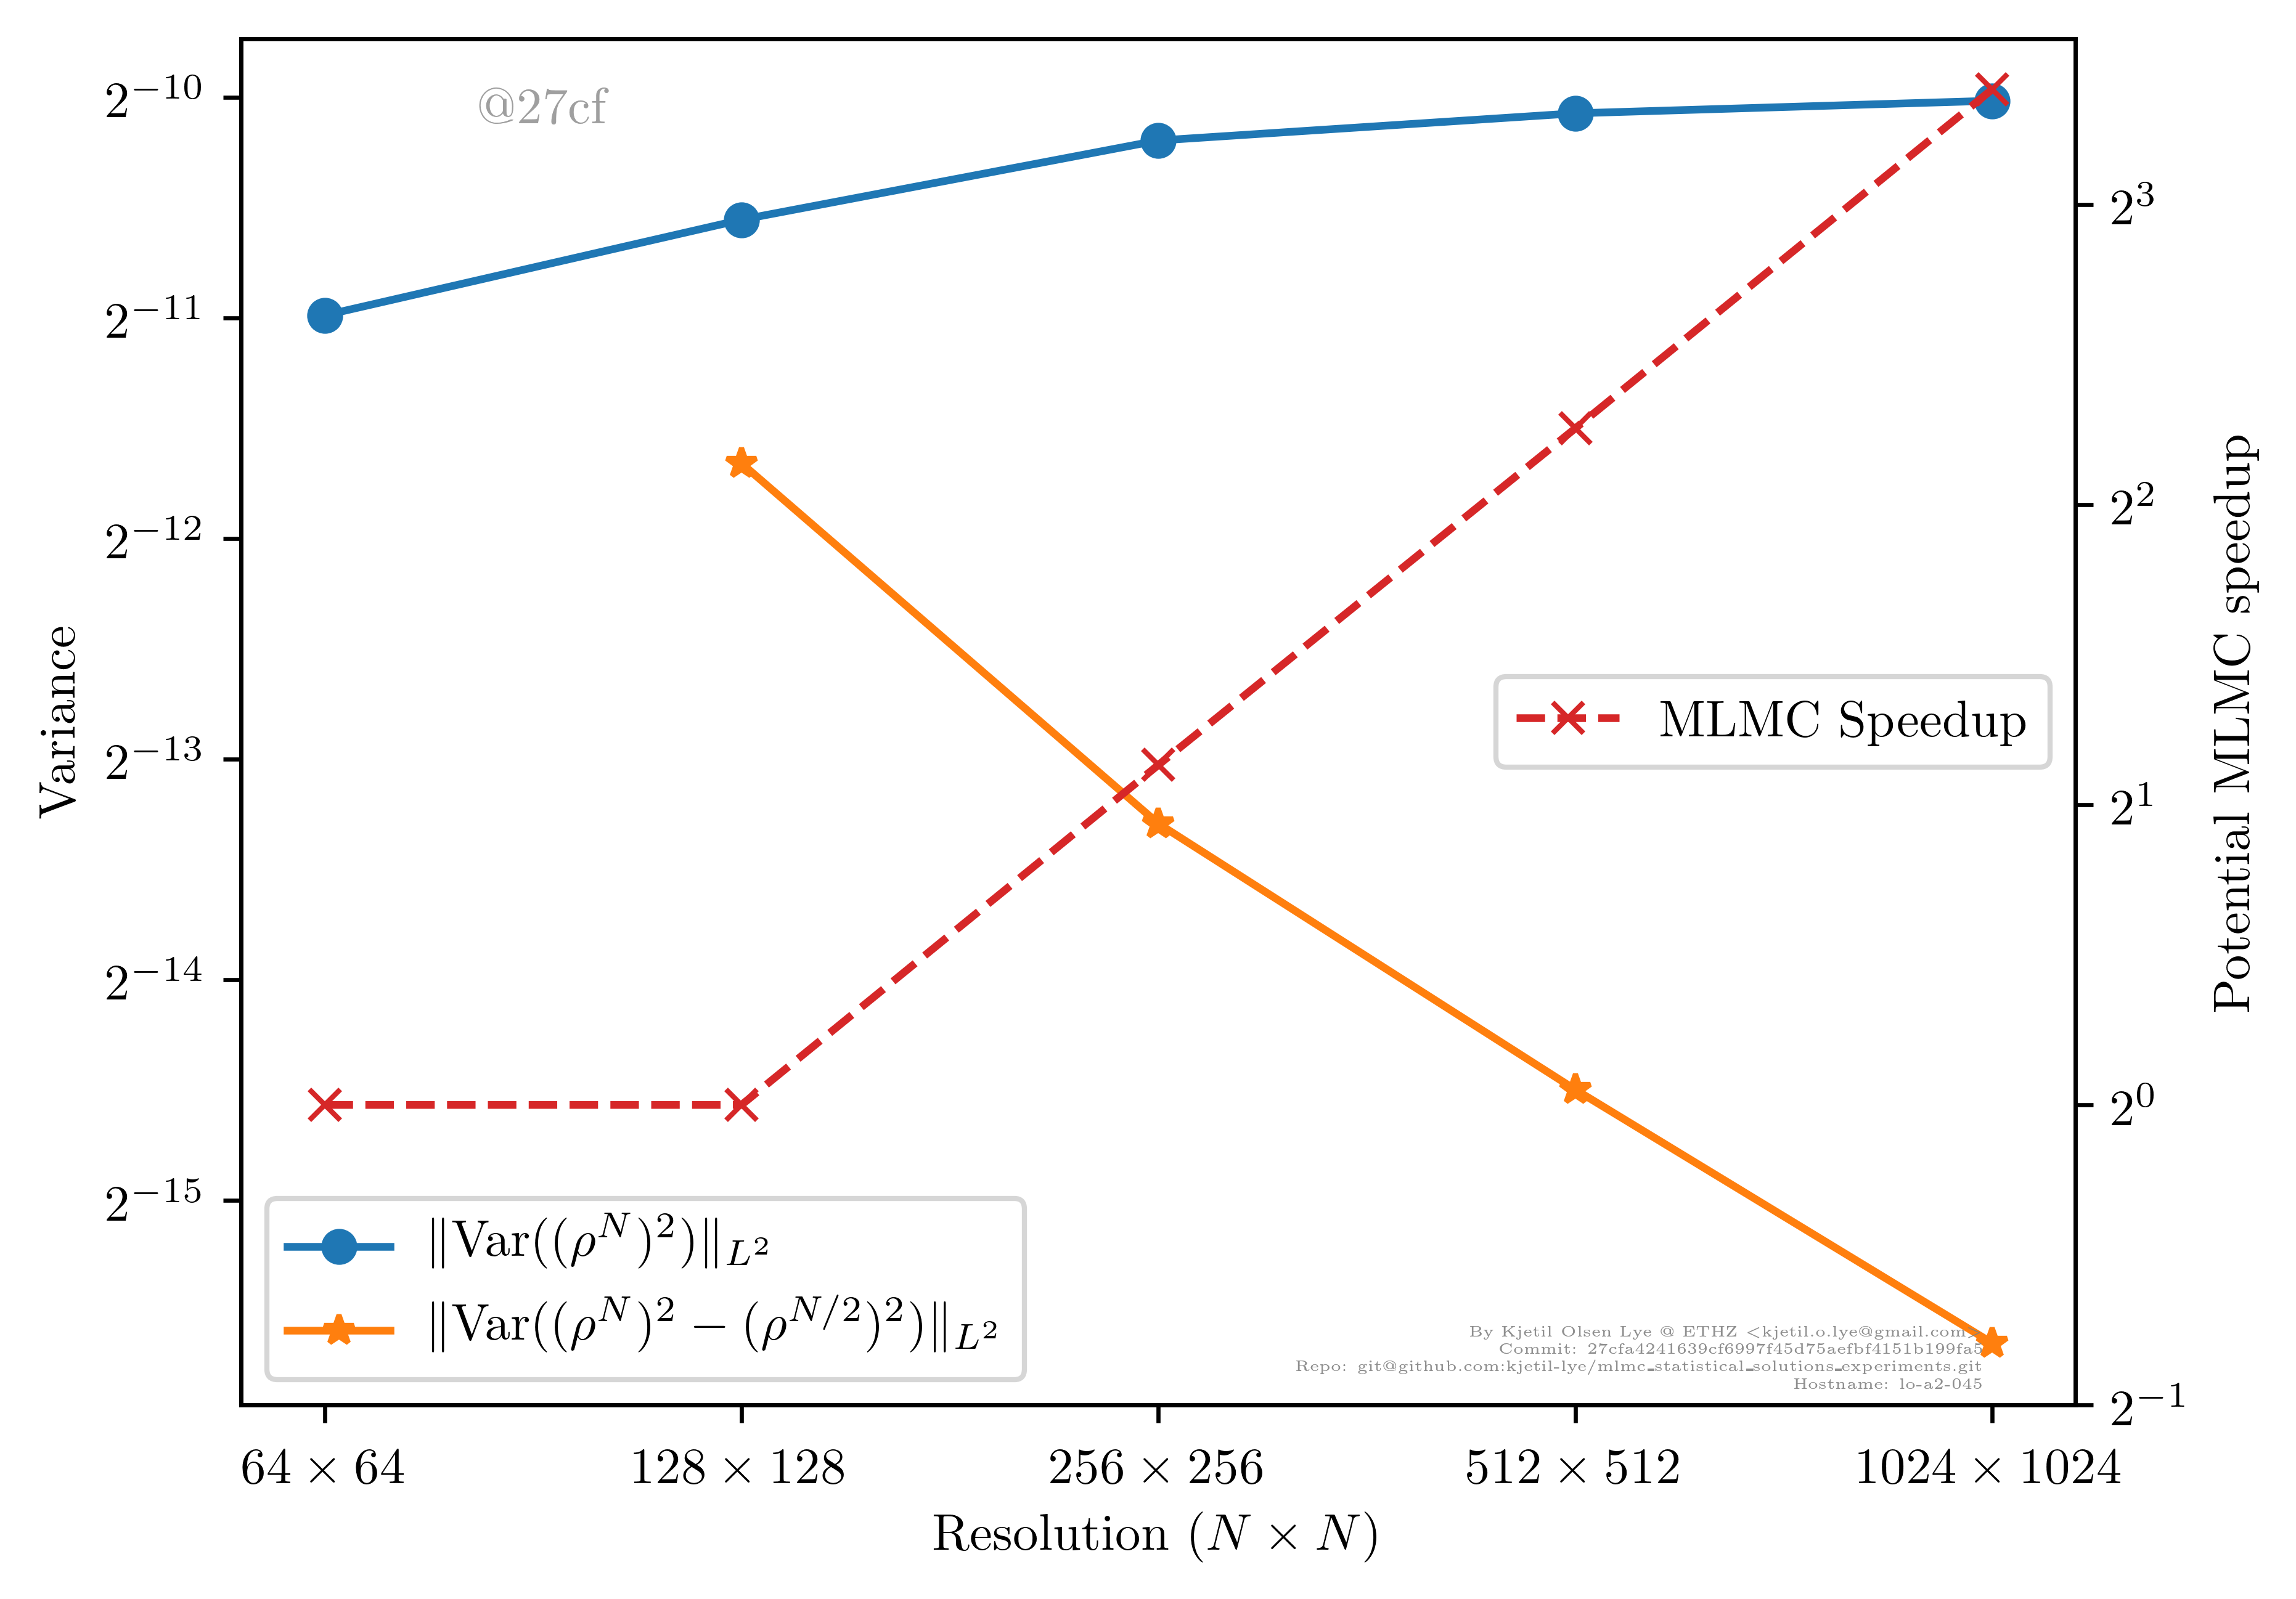 @27cf
2^{-10}
2^{-11}
2^{-12}
2^{-13}
2^{-14}
2^{-15}
Variance
2^3
2^2
2^1
2^0
2^{-1}
Potential MLMC speedup
MLMC Speedup
‖Var((ρ^N)^2)‖_{L^2}
‖Var((ρ^N)^2 − (ρ^{N/2})^2)‖_{L^2}
By Kjetil Olsen Lye @ ETHZ <kjetil.o.lye@gmail.com>
Commit: 27cfa4241639cf6997f45d75aefbf4151b199fa5
Repo: git@github.com:kjetil-lye/mlmc_statistical_solutions_experiments.git
Hostname: lo-a2-045
64 × 64 128 × 128 256 × 256 512 × 512 1024 × 1024
Resolution (N × N)